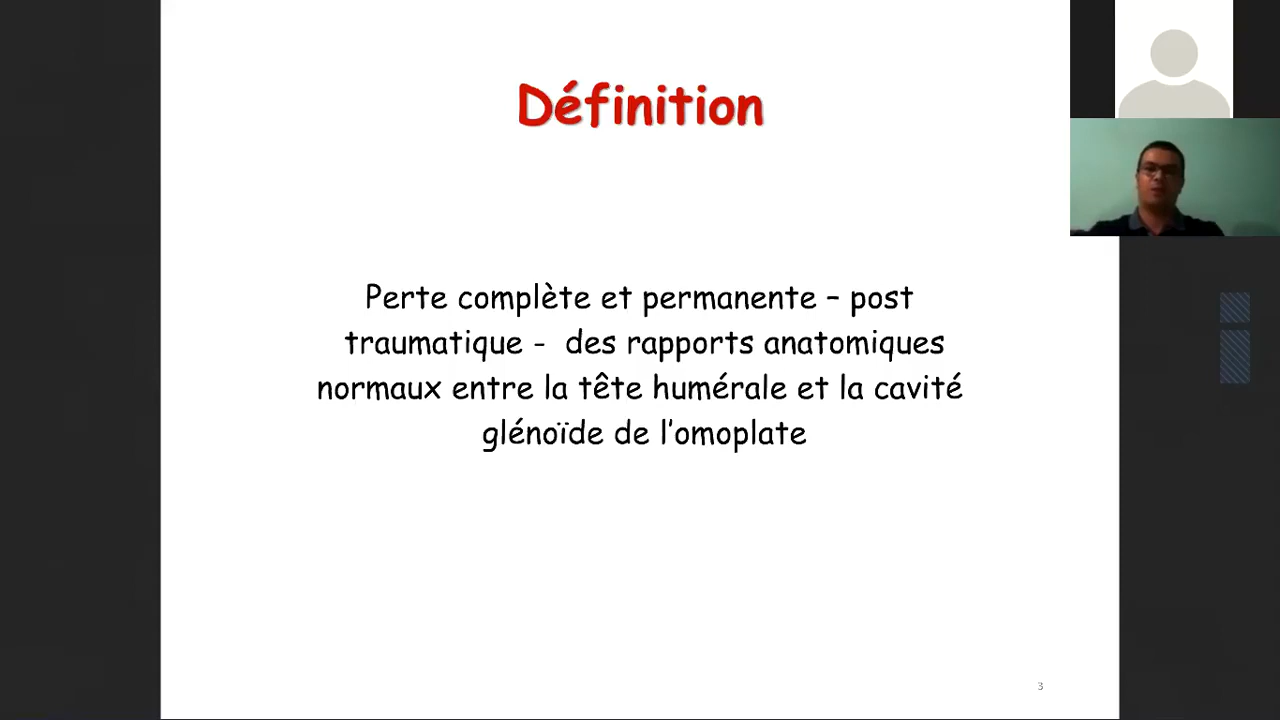 Définition
Perte complète et permanente – post
traumatique -  des rapports anatomiques
normaux entre la tête humérale et la cavité
glénoïde de l’omoplate
3